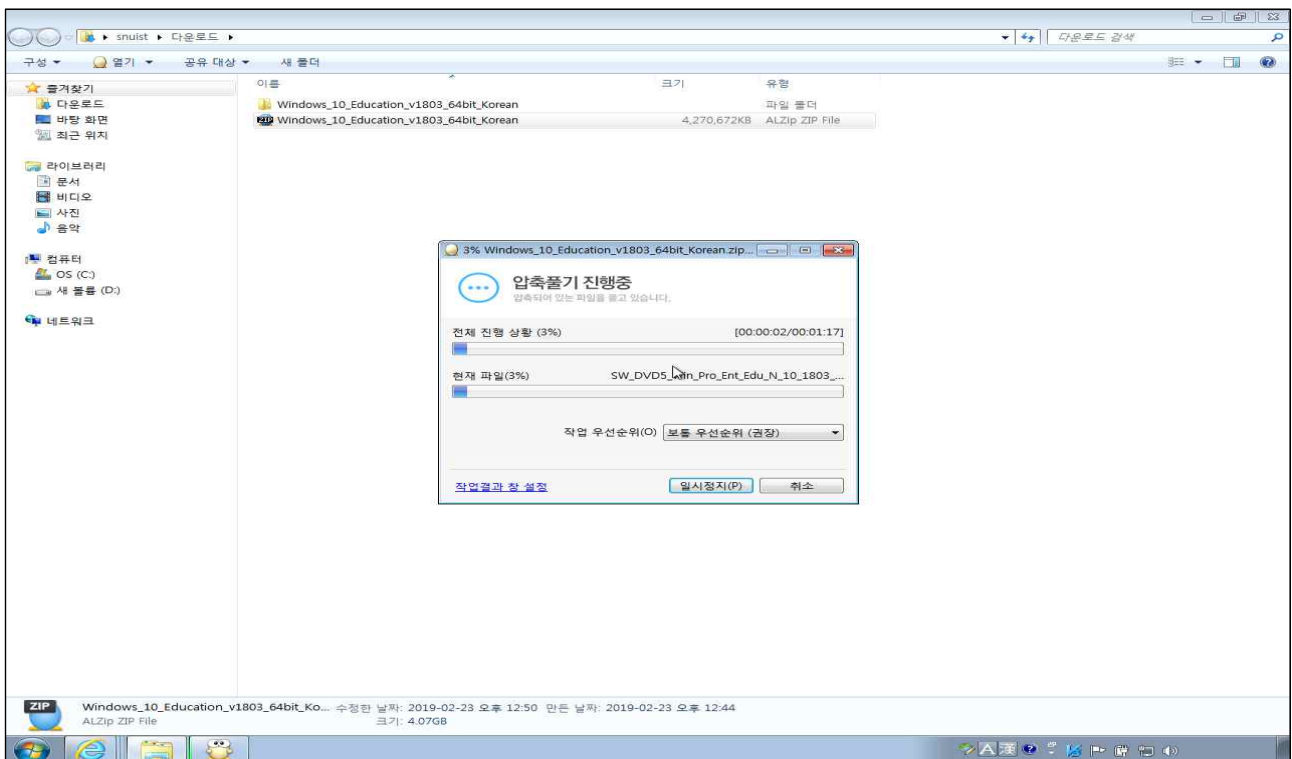 snuist ▸ 다운로드 ▸
다운로드 검색
구성 열기 공유 대상 새 폴더
즐겨찾기
다운로드
바탕 화면
최근 위치
라이브러리
문서
비디오
사진
음악
컴퓨터
OS (C:)
새 볼륨 (D:)
네트워크
이름 크기 유형
Windows_10_Education_v1803_64bit_Korean 파일 폴더
Windows_10_Education_v1803_64bit_Korean 4,270,672KB ALZip ZIP File
3% Windows_10_Education_v1803_64bit_Korean.zip...
압축풀기 진행중
압축되어 있는 파일을 풀고 있습니다.
전체 진행 상황 (3%) [00:00:02/00:01:17]
현재 파일(3%) SW_DVD5_Win_Pro_Ent_Edu_N_10_1803_...
작업 우선순위(O) 보통 우선순위 (권장)
작업결과 창 설정 일시정지(P) 취소
ZIP
Windows_10_Education_v1803_64bit_Ko... 수정한 날짜: 2019-02-23 오후 12:50 만든 날짜: 2019-02-23 오후 12:44
ALZip ZIP File 크기: 4.07GB
A 漢